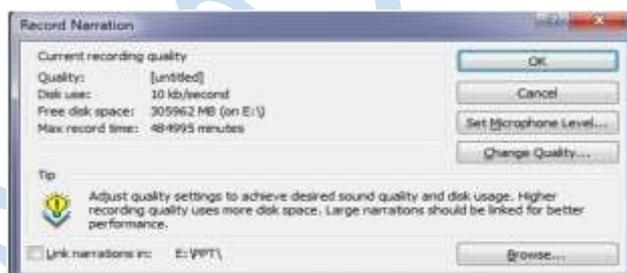 Record Narration
Current recording quality
Quality: [untitled]
Disk use: 10 kb/second
Free disk space: 305962 MB (on E:\)
Max record time: 484995 minutes
OK
Cancel
Set Microphone Level...
Change Quality...
Tip
Adjust quality settings to achieve desired sound quality and disk usage. Higher
recording quality uses more disk space. Large narrations should be linked for better
performance.
Link narrations in: E:\PPT\
Browse...